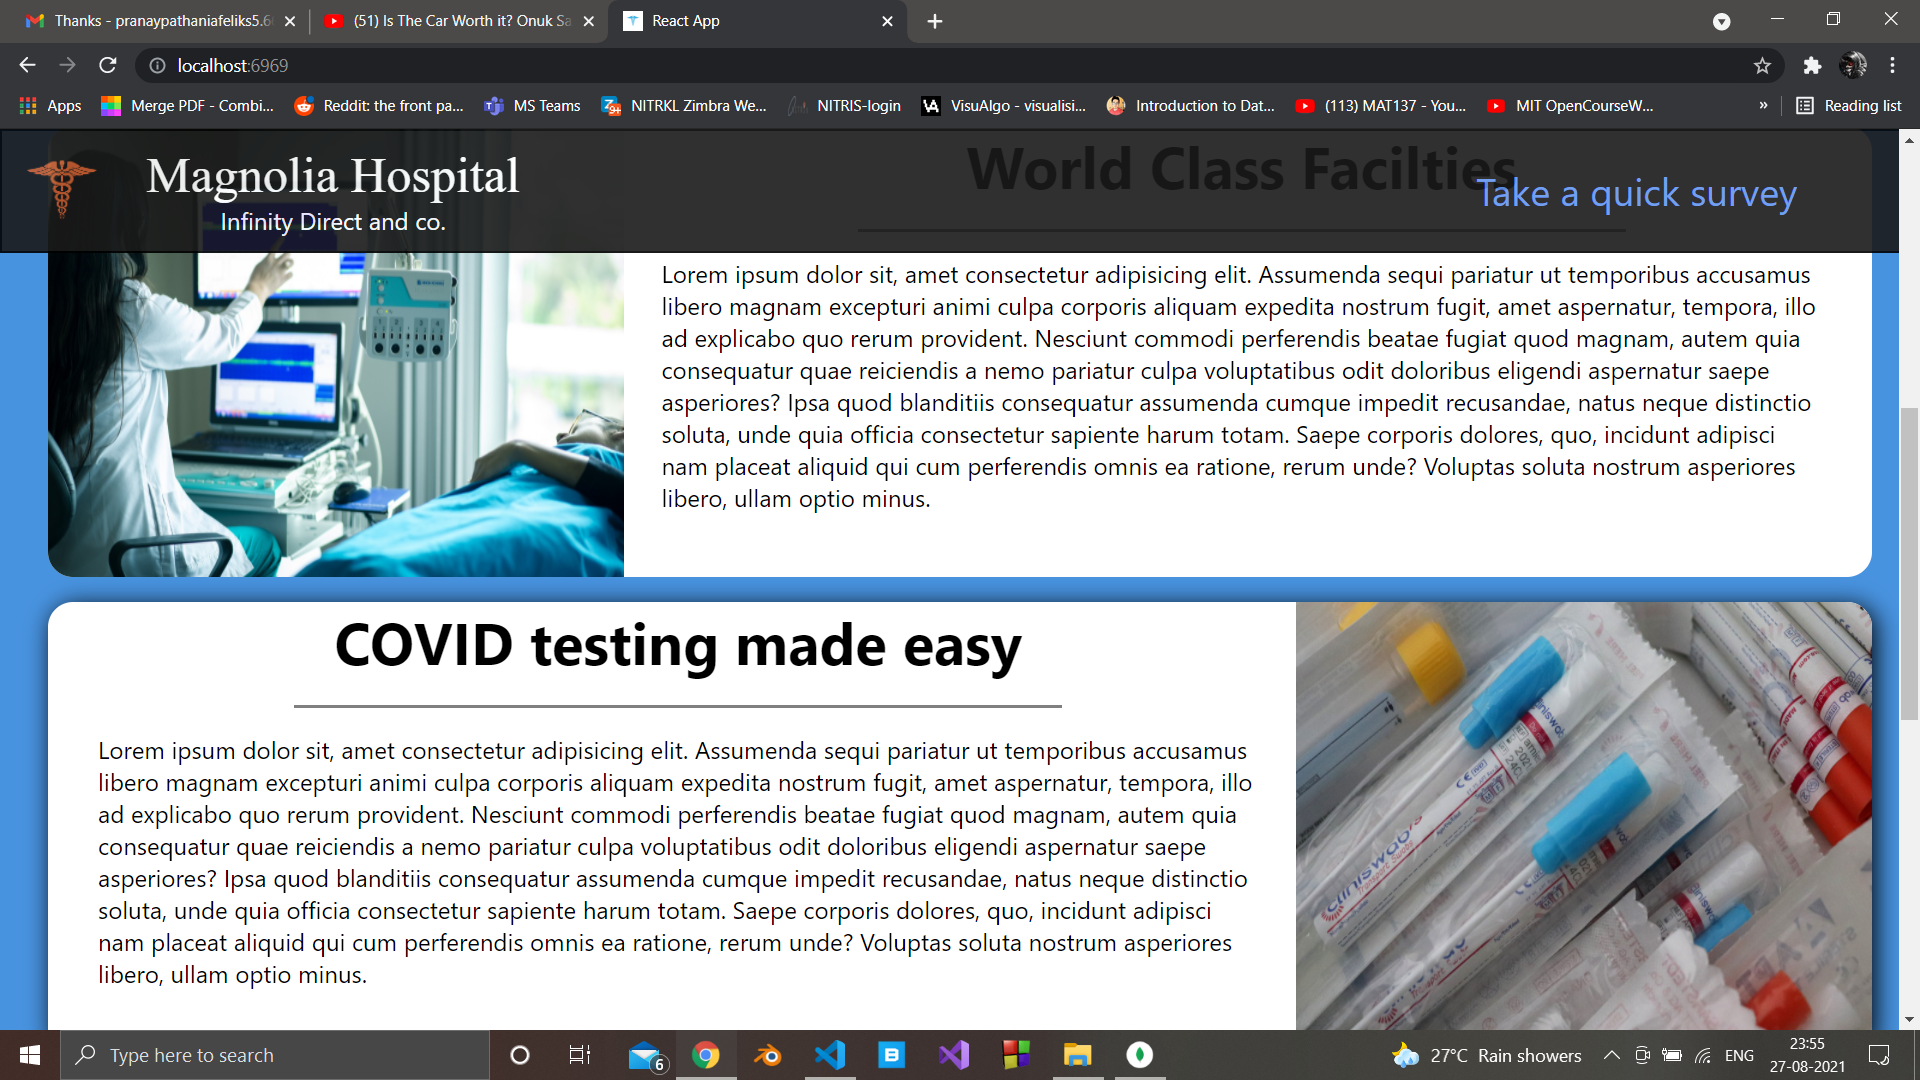 Thanks - pranaypathaniafeliks5.6
(51) Is The Car Worth it? Onuk Sa
React App
localhost:6969
Apps
Merge PDF - Combi...
Reddit: the front pa...
MS Teams
NITRKL Zimbra We...
NITRIS-login
VisuAlgo - visualisi...
Introduction to Dat...
(113) MAT137 - You...
MIT OpenCourseW...
»
Reading list
Magnolia Hospital
Infinity Direct and co.
World Class Facilties
Take a quick survey
Lorem ipsum dolor sit, amet consectetur adipisicing elit. Assumenda sequi pariatur ut temporibus accusamus
libero magnam excepturi animi culpa corporis aliquam expedita nostrum fugit, amet aspernatur, tempora, illo
ad explicabo quo rerum provident. Nesciunt commodi perferendis beatae fugiat quod magnam, autem quia
consequatur quae reiciendis a nemo pariatur culpa voluptatibus odit doloribus eligendi aspernatur saepe
asperiores? Ipsa quod blanditiis consequatur assumenda cumque impedit recusandae, natus neque distinctio
soluta, unde quia officia consectetur sapiente harum totam. Saepe corporis dolores, quo, incidunt adipisci
nam placeat aliquid qui cum perferendis omnis ea ratione, rerum unde? Voluptas soluta nostrum asperiores
libero, ullam optio minus.
COVID testing made easy
Lorem ipsum dolor sit, amet consectetur adipisicing elit. Assumenda sequi pariatur ut temporibus accusamus
libero magnam excepturi animi culpa corporis aliquam expedita nostrum fugit, amet aspernatur, tempora, illo
ad explicabo quo rerum provident. Nesciunt commodi perferendis beatae fugiat quod magnam, autem quia
consequatur quae reiciendis a nemo pariatur culpa voluptatibus odit doloribus eligendi aspernatur saepe
asperiores? Ipsa quod blanditiis consequatur assumenda cumque impedit recusandae, natus neque distinctio
soluta, unde quia officia consectetur sapiente harum totam. Saepe corporis dolores, quo, incidunt adipisci
nam placeat aliquid qui cum perferendis omnis ea ratione, rerum unde? Voluptas soluta nostrum asperiores
libero, ullam optio minus.
Cliniswab
Transport Swabs
Type here to search
6
27°C Rain showers
ENG
23:55
27-08-2021